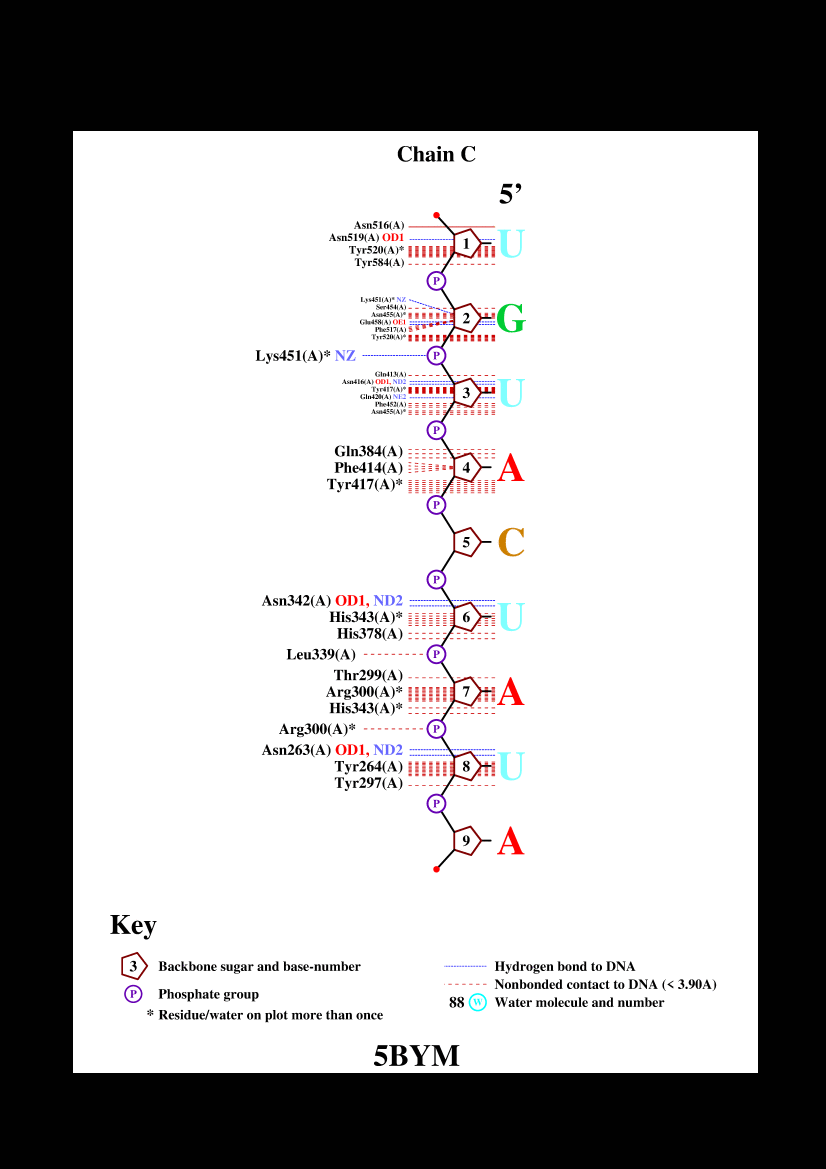 Chain C
5’
Asn516(A)
Asn519(A) OD1
Tyr520(A)*
Tyr584(A)
1 U
P
Lys451(A)* NZ
Ser454(A)
Asn455(A)*
Glu458(A) OE1
Phe517(A)
Tyr520(A)*
2 G
Lys451(A)* NZ P
Gln413(A)
Asn416(A) OD1, ND2
Tyr417(A)*
Gln420(A) NE2
Phe452(A)
Asn455(A)*
3 U
P
Gln384(A)
Phe414(A)
Tyr417(A)*
4 A
P
5 C
P
Asn342(A) OD1, ND2
His343(A)*
His378(A)
6 U
Leu339(A) P
Thr299(A)
Arg300(A)*
His343(A)*
7 A
Arg300(A)* P
Asn263(A) OD1, ND2
Tyr264(A)
Tyr297(A)
8 U
P
9 A
Key
3 Backbone sugar and base-number
P Phosphate group
* Residue/water on plot more than once
Hydrogen bond to DNA
Nonbonded contact to DNA (< 3.90A)
88 W Water molecule and number
5BYM